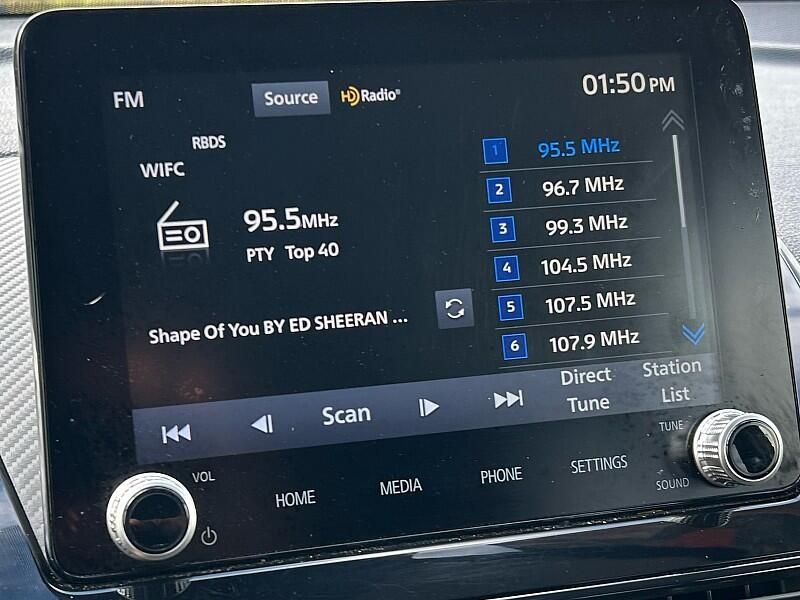 FM
Source
HD Radio®
01:50 PM
RBDS
WIFC
95.5MHz
PTY Top 40
Shape Of You BY ED SHEERAN ...
1 95.5 MHz
2 96.7 MHz
3 99.3 MHz
4 104.5 MHz
5 107.5 MHz
6 107.9 MHz
Scan
Direct
Tune
Station
List
VOL
HOME
MEDIA
PHONE
SETTINGS
TUNE
SOUND